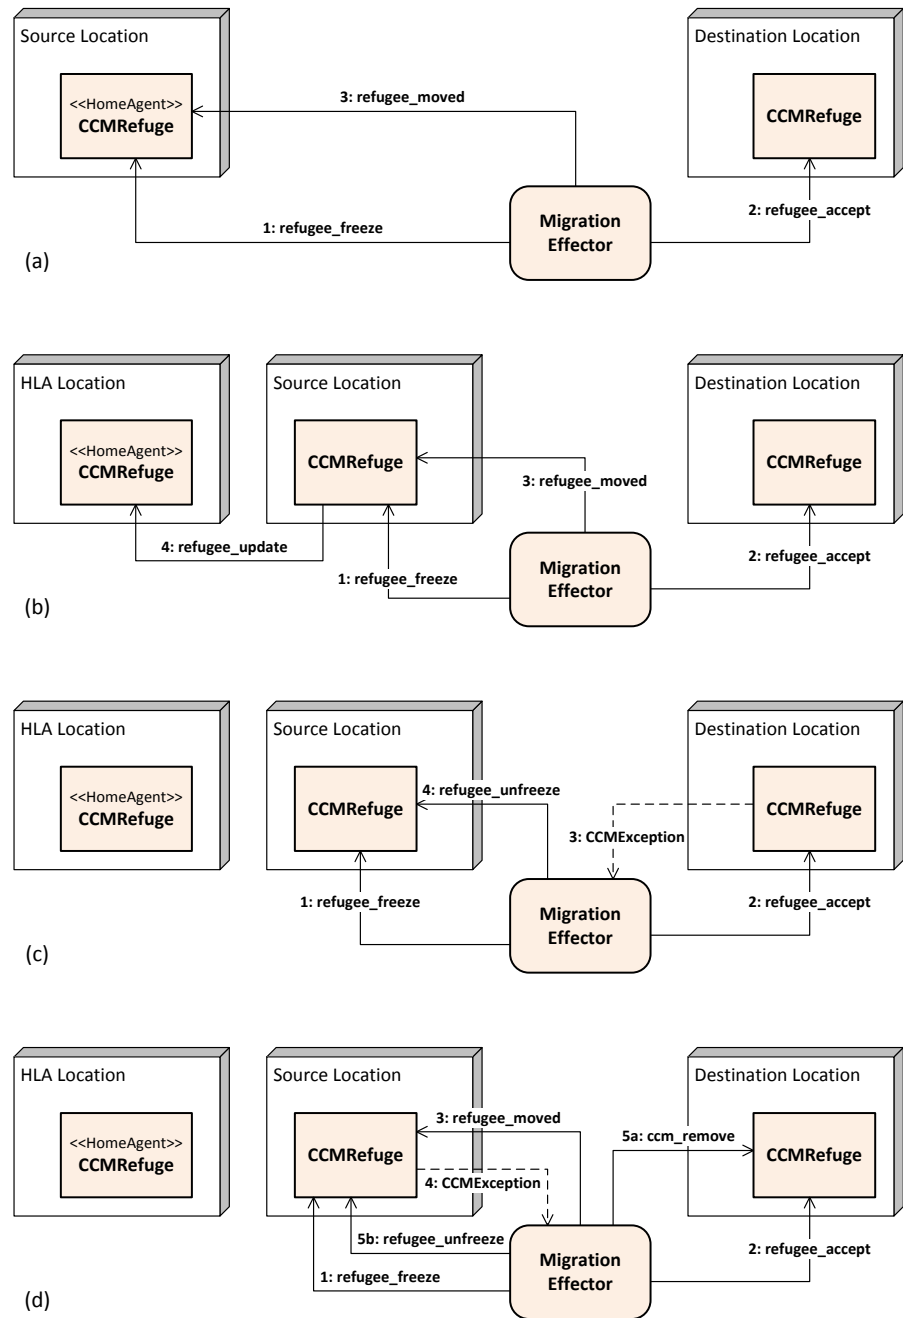 Source Location
Destination Location
<<HomeAgent>>
CCMRefuge
3: refugee_moved
CCMRefuge
1: refugee_freeze
Migration
Effector
2: refugee_accept
(a)
HLA Location
Source Location
Destination Location
<<HomeAgent>>
CCMRefuge
CCMRefuge
3: refugee_moved
CCMRefuge
4: refugee_update
1: refugee_freeze
Migration
Effector
2: refugee_accept
(b)
HLA Location
Source Location
Destination Location
<<HomeAgent>>
CCMRefuge
CCMRefuge
4: refugee_unfreeze
3: CCMException
CCMRefuge
1: refugee_freeze
Migration
Effector
2: refugee_accept
(c)
HLA Location
Source Location
Destination Location
<<HomeAgent>>
CCMRefuge
CCMRefuge
3: refugee_moved
5a: ccm_remove
CCMRefuge
4: CCMException
5b: refugee_unfreeze
1: refugee_freeze
Migration
Effector
2: refugee_accept
(d)